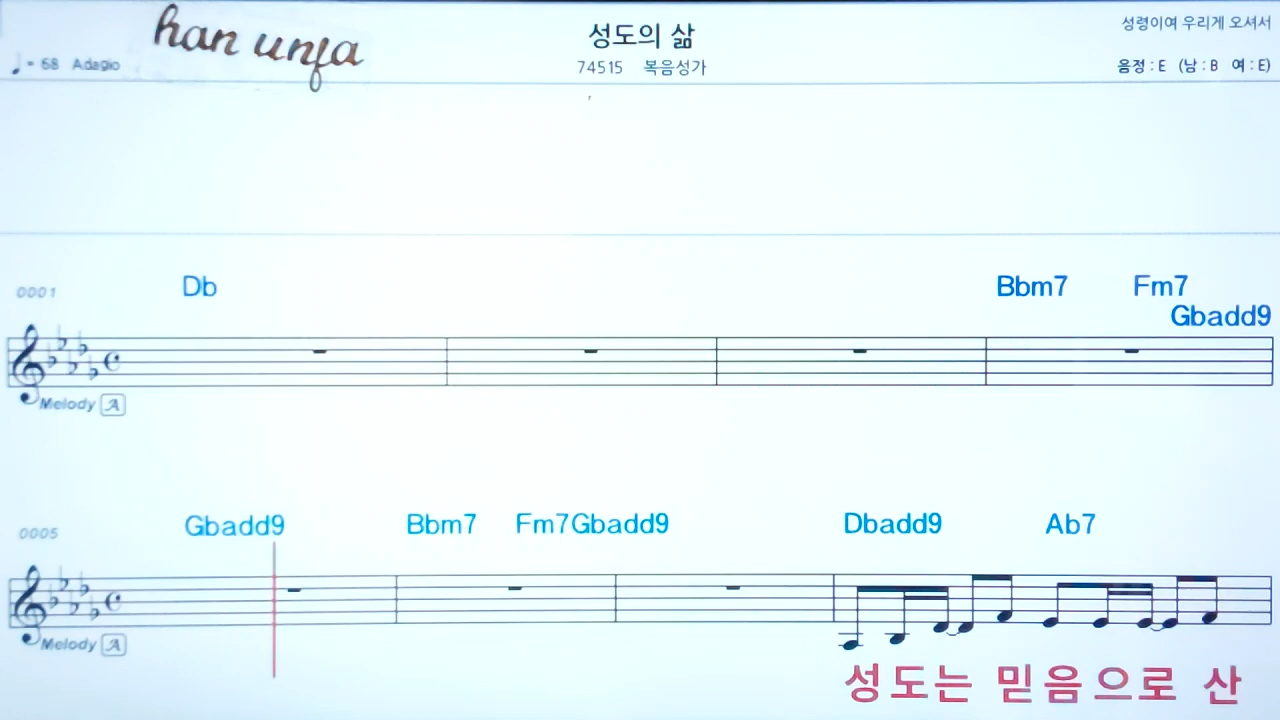 han unfa
성도의 삶
성령이여 우리게 오셔서
♩= 68 Adagio
74515 복음성가
음정 : E (남 : B 여 : E)
Db Bbm7 Fm7
Gbadd9
0001
Melody A
Gbadd9 Bbm7 Fm7Gbadd9 Dbadd9 Ab7
0005
Melody A
성도는 믿음으로 산